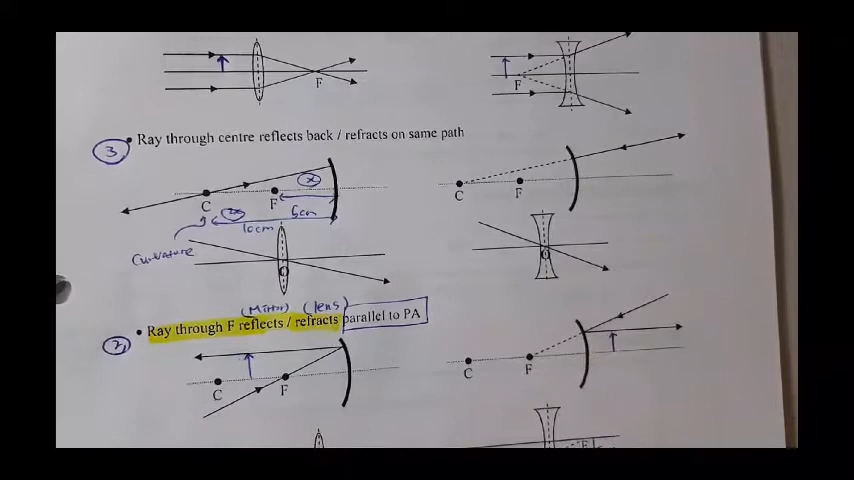 F
F
3 • Ray through centre reflects back / refracts on same path
x
C F
C F
2x 5cm
10cm
Curvature
O
O
(Mirror) (lens)
2 • Ray through F reflects / refracts parallel to PA
C F
C F
F